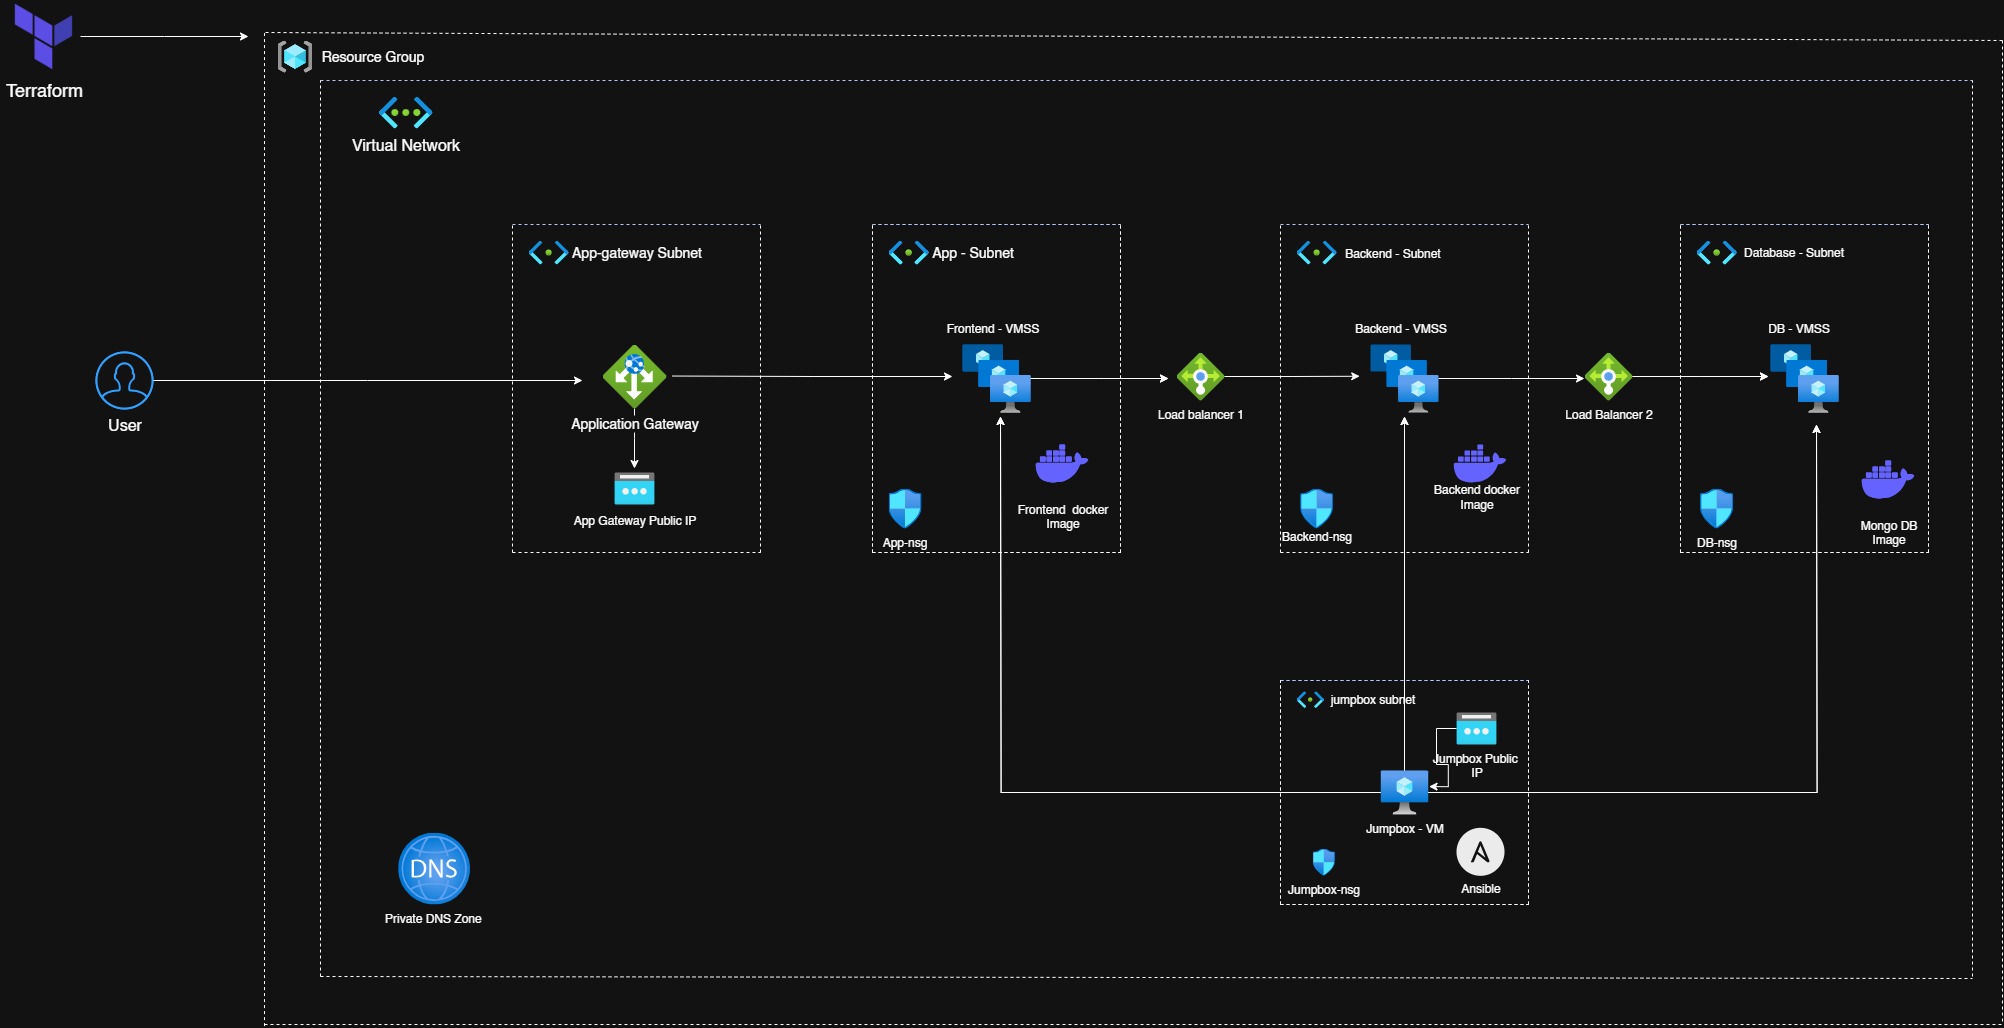 Terraform
Resource Group
Virtual Network
App-gateway Subnet
App - Subnet
Backend - Subnet
Database - Subnet
Frontend - VMSS
Backend - VMSS
DB - VMSS
User
Application Gateway
Load balancer 1
Load Balancer 2
App Gateway Public IP
App-nsg
Frontend docker
Image
Backend-nsg
Backend docker
Image
DB-nsg
Mongo DB
Image
jumpbox subnet
Jumpbox Public
IP
Jumpbox - VM
Jumpbox-nsg
Ansible
DNS
Private DNS Zone